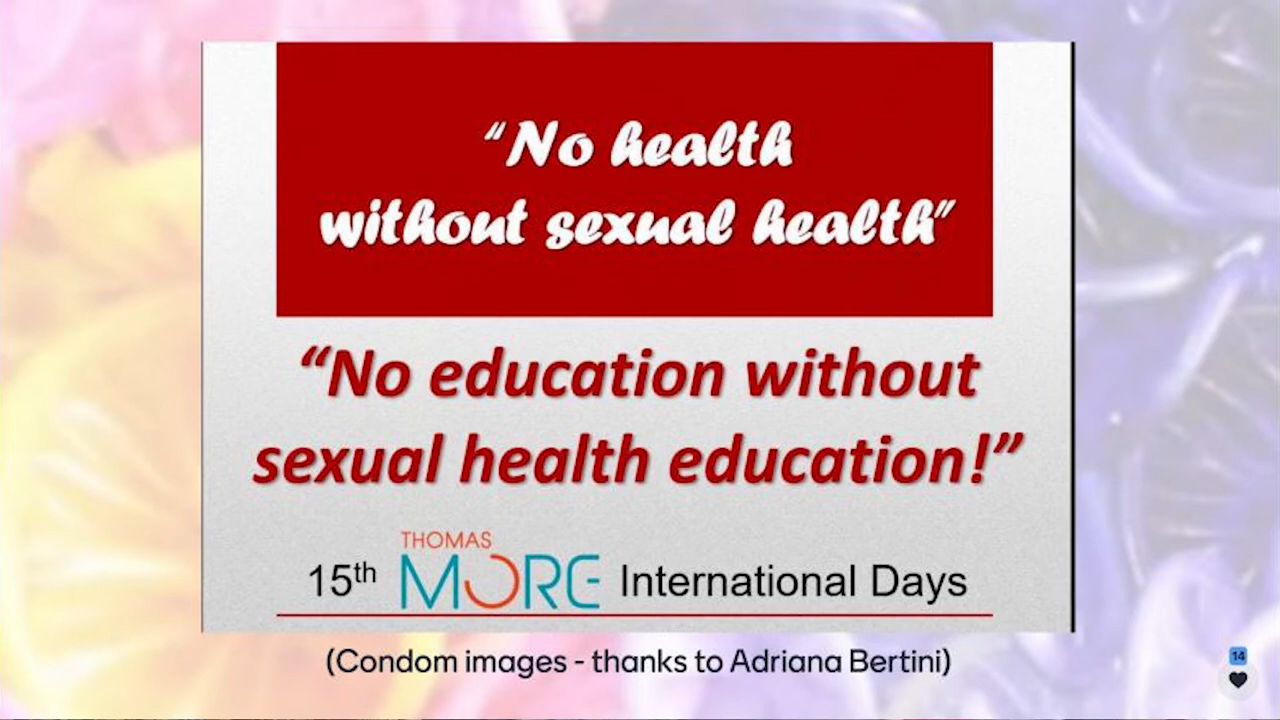 “No health
without sexual health”
“No education without
sexual health education!”
15th THOMAS MORE International Days
(Condom images - thanks to Adriana Bertini)
14